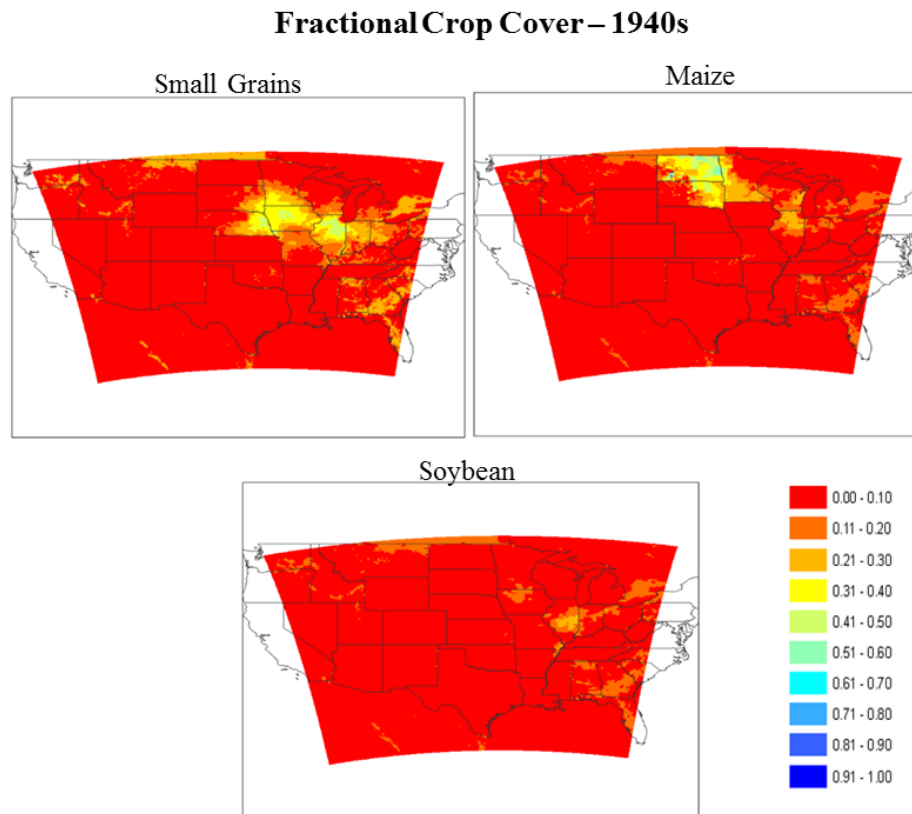 Fractional Crop Cover – 1940s
Small Grains
Maize
Soybean
0.00 - 0.10
0.11 - 0.20
0.21 - 0.30
0.31 - 0.40
0.41 - 0.50
0.51 - 0.60
0.61 - 0.70
0.71 - 0.80
0.81 - 0.90
0.91 - 1.00